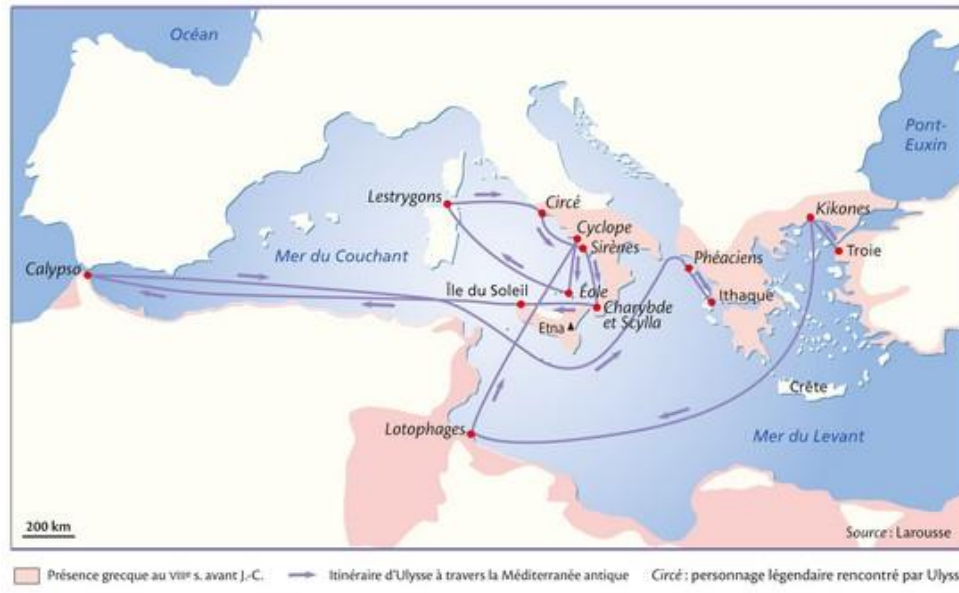 Océan
Pont-
Euxin
Lestrygons
Circé
Kikones
Cyclope
Sirènes
Troie
Mer du Couchant
Phéaciens
Calypso
Île du Soleil
Éole
Ithaque
Charybde
et Scylla
Etna
Crête
Lotophages
Mer du Levant
200 km
Source : Larousse
Présence grecque au VIIIe s. avant J.-C.
Itinéraire d'Ulysse à travers la Méditerranée antique
Circé : personnage légendaire rencontré par Ulyss